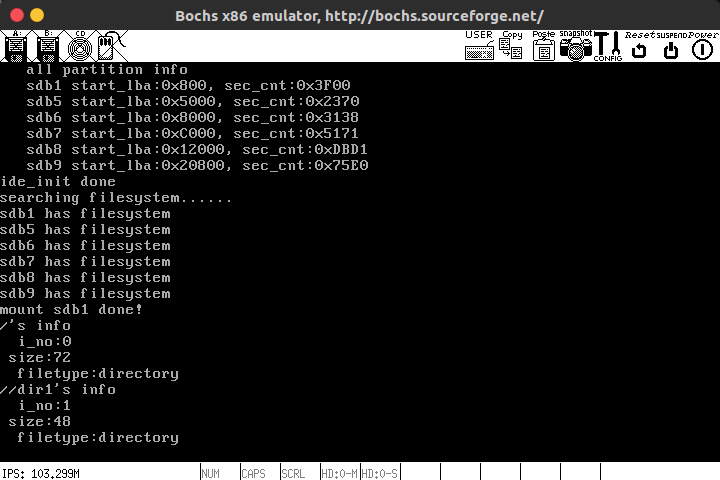 Bochs x86 emulator, http://bochs.sourceforge.net/
A: B: CD USER Copy Paste Snapshot CONFIG Reset SUSPEND Power
all partition info
sdb1 start_lba:0x800, sec_cnt:0x3F00
sdb5 start_lba:0x5000, sec_cnt:0x2370
sdb6 start_lba:0x8000, sec_cnt:0x3138
sdb7 start_lba:0xC000, sec_cnt:0x5171
sdb8 start_lba:0x12000, sec_cnt:0xDBD1
sdb9 start_lba:0x20800, sec_cnt:0x75E0
ide_init done
searching filesystem......
sdb1 has filesystem
sdb5 has filesystem
sdb6 has filesystem
sdb7 has filesystem
sdb8 has filesystem
sdb9 has filesystem
mount sdb1 done!
/'s info
i_no:0
size:72
filetype:directory
//dir1's info
i_no:1
size:48
filetype:directory
IPS: 103.299M NUM CAPS SCRL HD:0-M HD:0-S